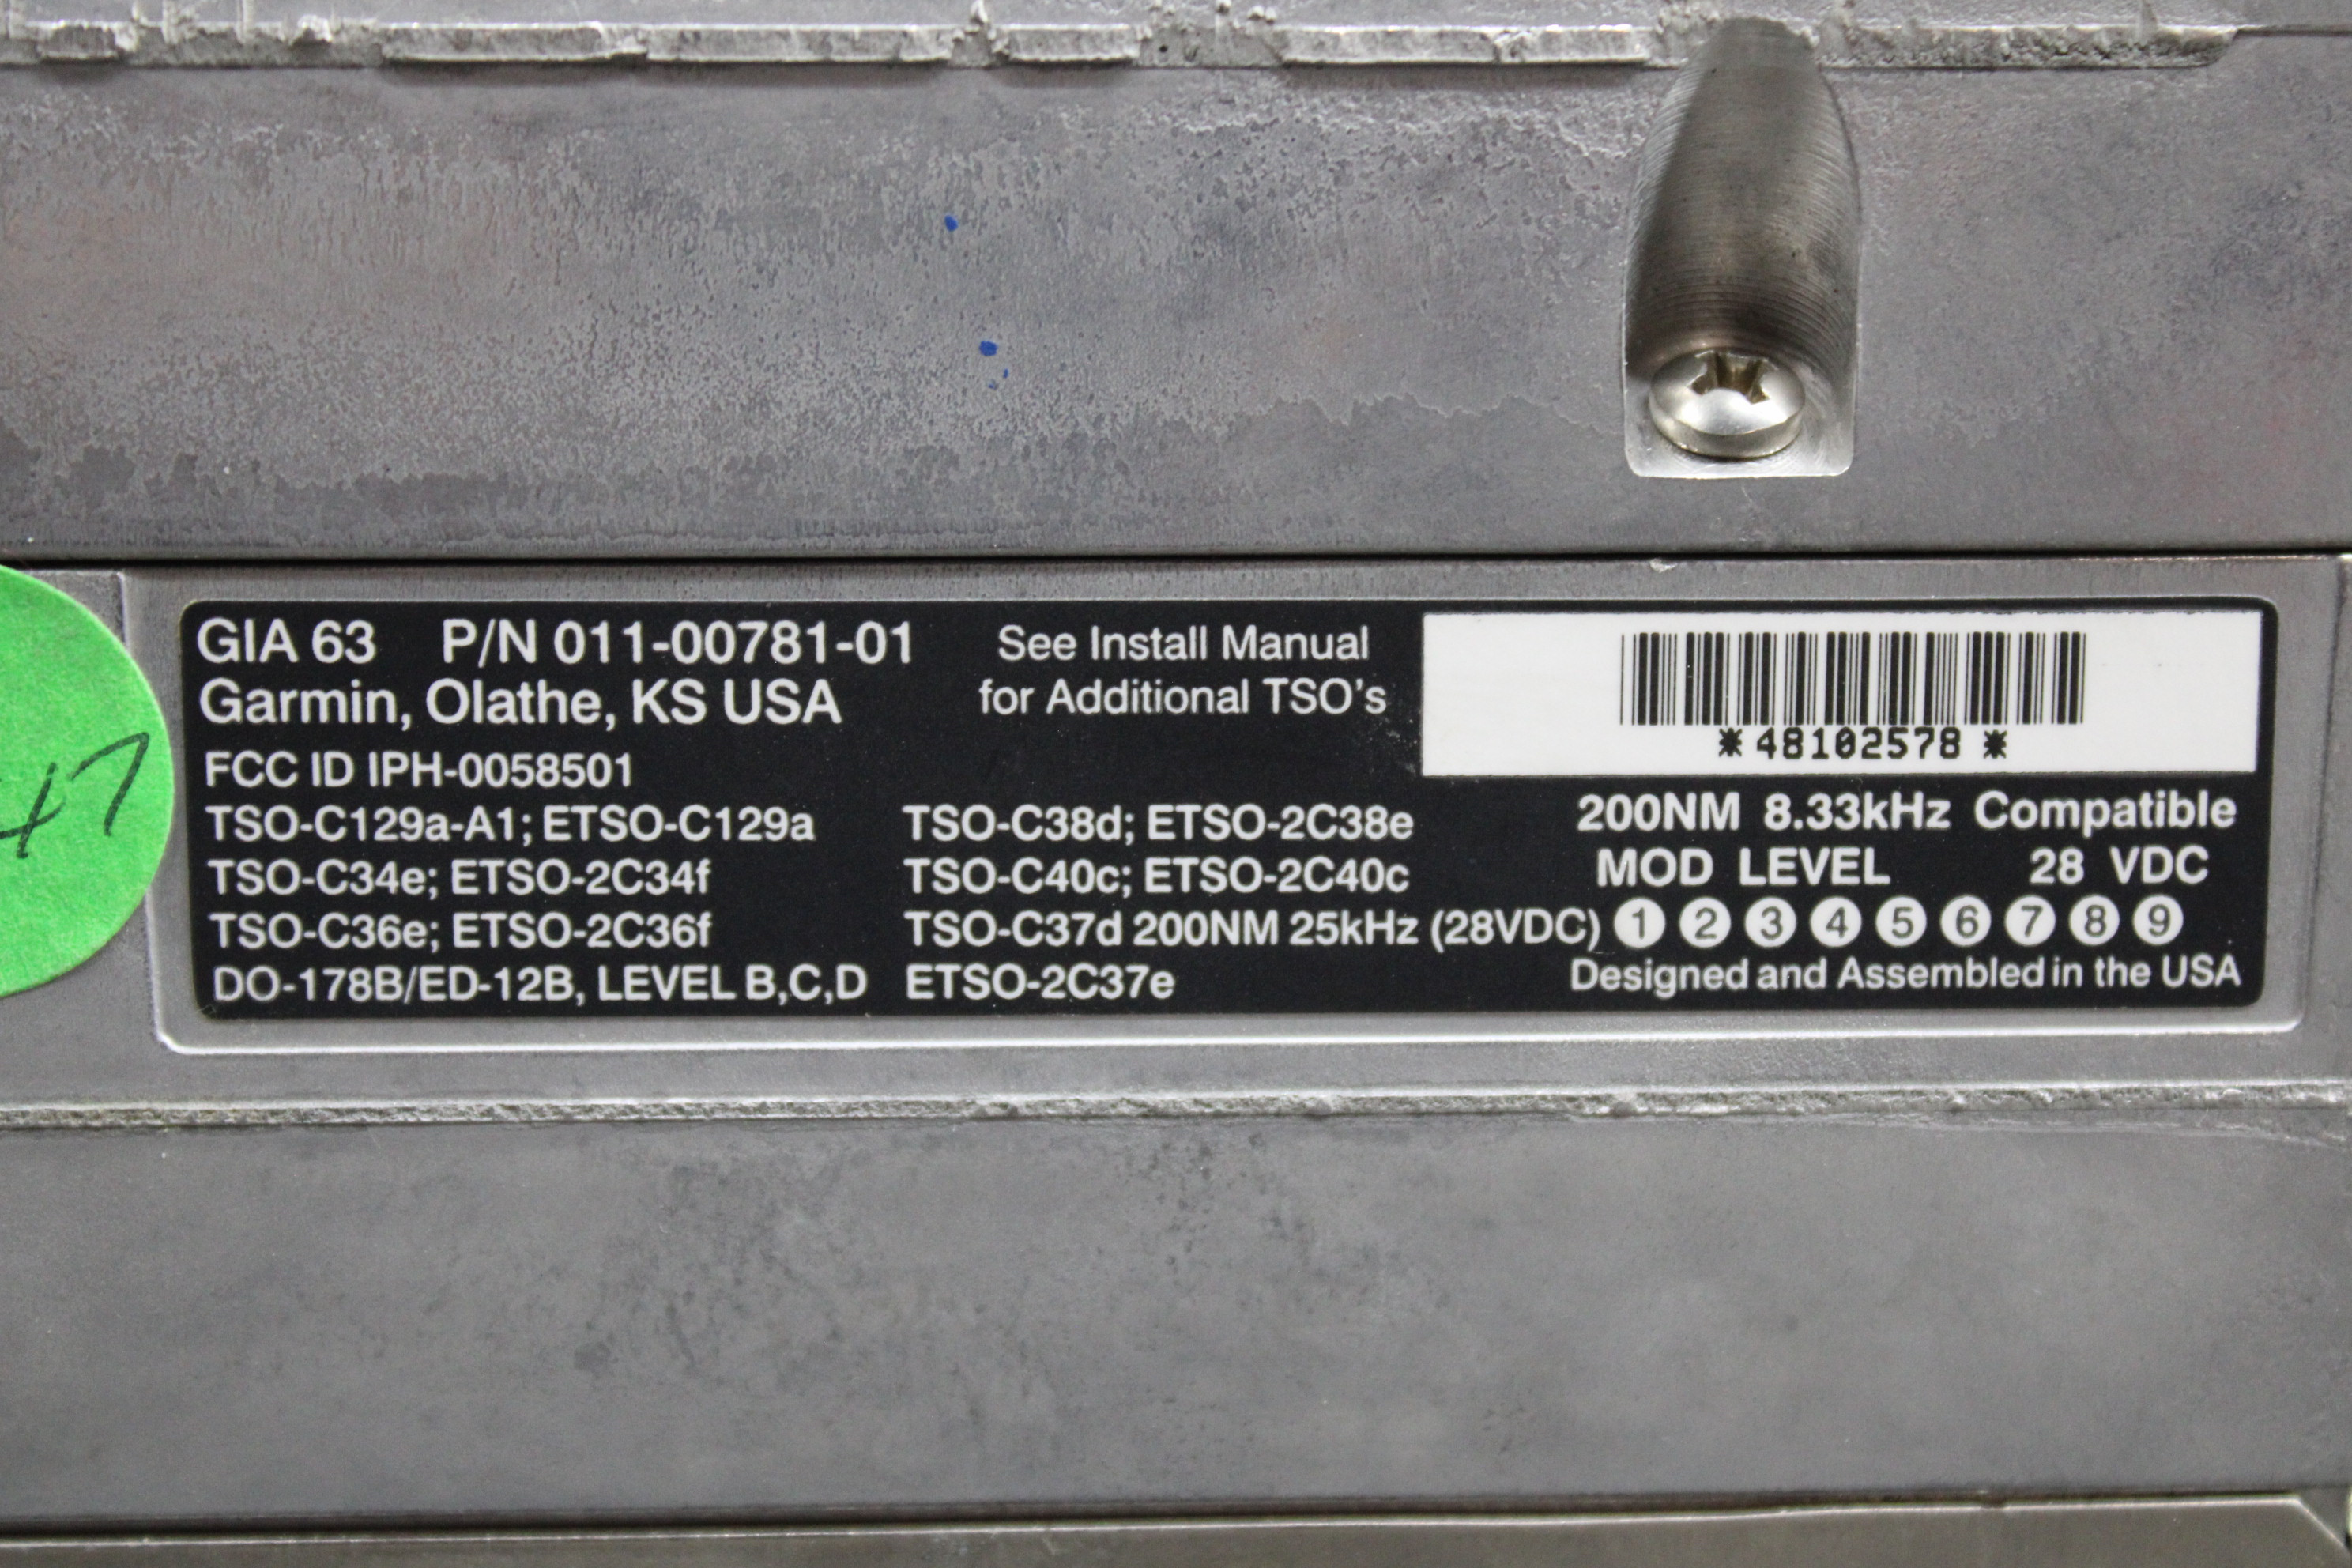 GIA 63 P/N 011-00781-01
Garmin, Olathe, KS USA
See Install Manual
for Additional TSO's
*48102578*
FCC ID IPH-0058501
TSO-C129a-A1; ETSO-C129a
TSO-C34e; ETSO-2C34f
TSO-C36e; ETSO-2C36f
DO-178B/ED-12B, LEVEL B,C,D
TSO-C38d; ETSO-2C38e
TSO-C40c; ETSO-2C40c
TSO-C37d 200NM 25kHz (28VDC)
ETSO-2C37e
200NM 8.33kHz Compatible
MOD LEVEL 28 VDC
1 2 3 4 5 6 7 8 9
Designed and Assembled in the USA